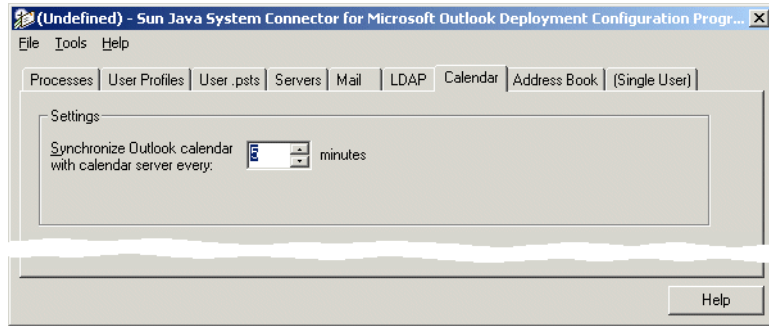 (Undefined) - Sun Java System Connector for Microsoft Outlook Deployment Configuration Progr...
File Tools Help
Processes User Profiles User .psts Servers Mail LDAP Calendar Address Book (Single User)
Settings
Synchronize Outlook calendar
with calendar server every: 5 minutes
Help